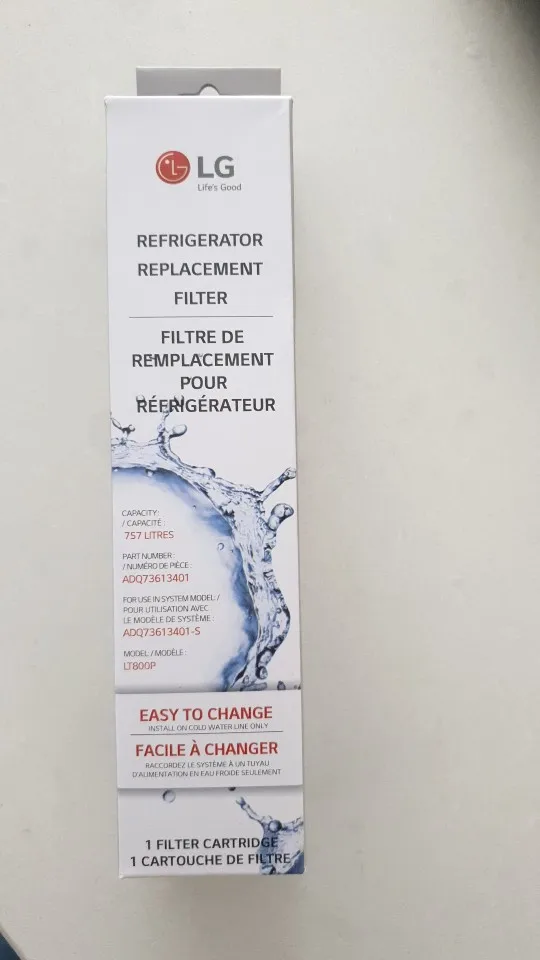 LG
Life's Good
REFRIGERATOR
REPLACEMENT
FILTER
FILTRE DE
REMPLACEMENT
POUR
RÉFRIGÉRATEUR
CAPACITY:
/ CAPACITÉ :
757 LITRES
PART NUMBER :
/ NUMÉRO DE PIÈCE :
ADQ73613401
FOR USE IN SYSTEM MODEL: /
POUR UTILISATION AVEC
LE MODÈLE DE SYSTÈME :
ADQ73613401-S
MODEL / MODÈLE :
LT800P
EASY TO CHANGE
INSTALL ON COLD WATER LINE ONLY
FACILE À CHANGER
RACCORDEZ LE SYSTÈME À UN TUYAU
D'ALIMENTATION EN EAU FROIDE SEULEMENT
1 FILTER CARTRIDGE
1 CARTOUCHE DE FILTRE